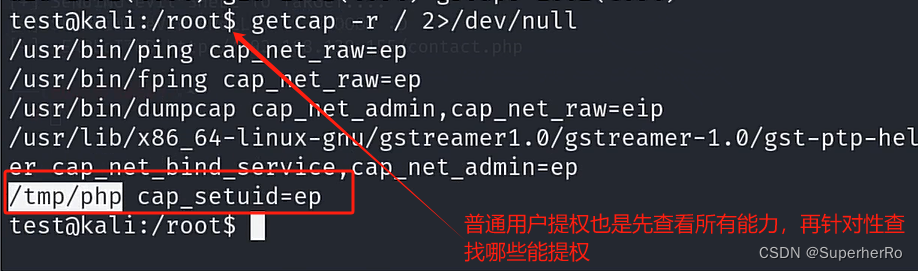 test@kali:/root$ getcap -r / 2>/dev/null
/usr/bin/ping cap_net_raw=ep
/usr/bin/fping cap_net_raw=ep
/usr/bin/dumpcap cap_net_admin,cap_net_raw=eip
/usr/lib/x86_64-linux-gnu/gstreamer1.0/gstreamer-1.0/gst-ptp-hel
er cap_net_bind_service,cap_net_admin=ep
/tmp/php cap_setuid=ep
test@kali:/root$
普通用户提权也是先查看所有能力，再针对性查
找哪些能提权
CSDN @SuperherRo